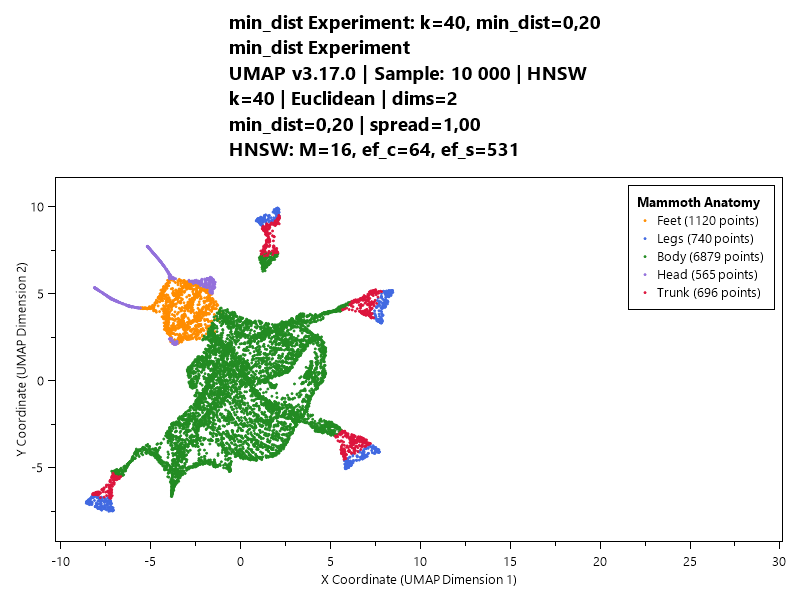 min_dist Experiment: k=40, min_dist=0,20
min_dist Experiment
UMAP v3.17.0 | Sample: 10 000 | HNSW
k=40 | Euclidean | dims=2
min_dist=0,20 | spread=1,00
HNSW: M=16, ef_c=64, ef_s=531
Mammoth Anatomy
Feet (1120 points)
Legs (740 points)
Body (6879 points)
Head (565 points)
Trunk (696 points)
Y Coordinate (UMAP Dimension 2)
10
5
0
-5
-10
-5
0
5
10
15
20
25
30
X Coordinate (UMAP Dimension 1)